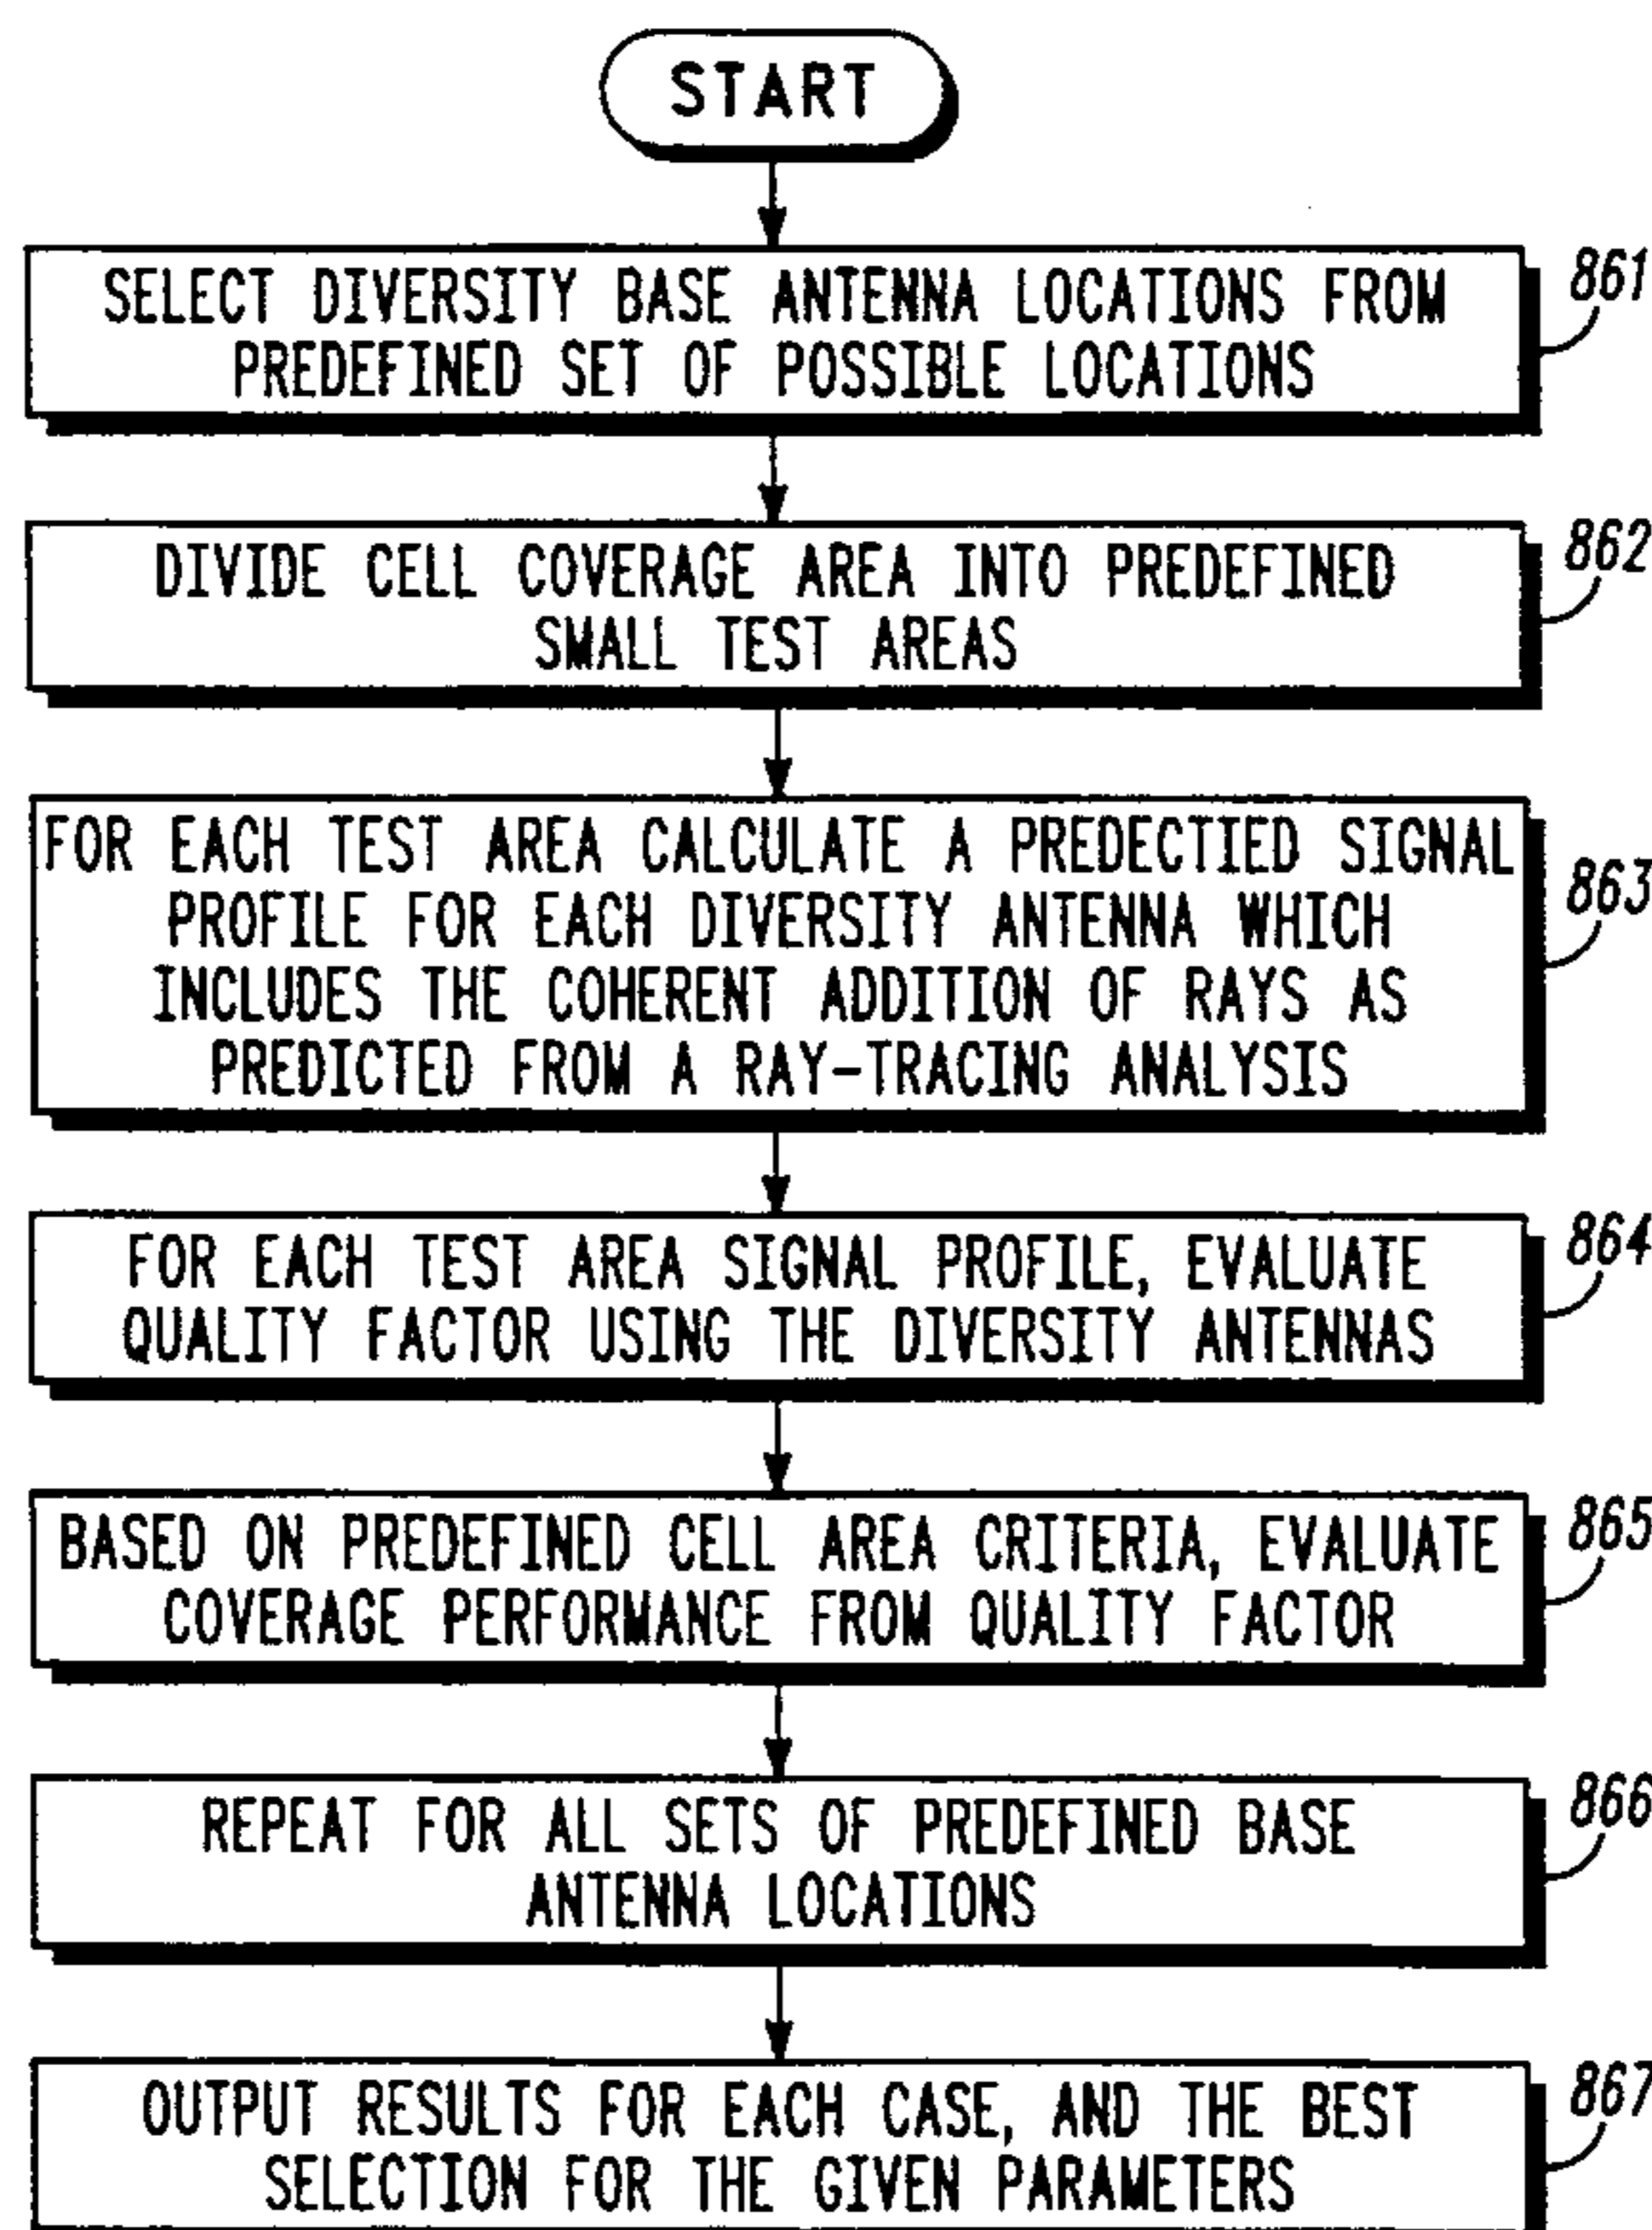 START
SELECT DIVERSITY BASE ANTENNA LOCATIONS FROM
PREDEFINED SET OF POSSIBLE LOCATIONS
861
DIVIDE CELL COVERAGE AREA INTO PREDEFINED
SMALL TEST AREAS
862
FOR EACH TEST AREA CALCULATE A PREDECTIED SIGNAL
PROFILE FOR EACH DIVERSITY ANTENNA WHICH
INCLUDES THE COHERENT ADDITION OF RAYS AS
PREDICTED FROM A RAY-TRACING ANALYSIS
863
FOR EACH TEST AREA SIGNAL PROFILE, EVALUATE
QUALITY FACTOR USING THE DIVERSITY ANTENNAS
864
BASED ON PREDEFINED CELL AREA CRITERIA, EVALUATE
COVERAGE PERFORMANCE FROM QUALITY FACTOR
865
REPEAT FOR ALL SETS OF PREDEFINED BASE
ANTENNA LOCATIONS
866
OUTPUT RESULTS FOR EACH CASE, AND THE BEST
SELECTION FOR THE GIVEN PARAMETERS
867